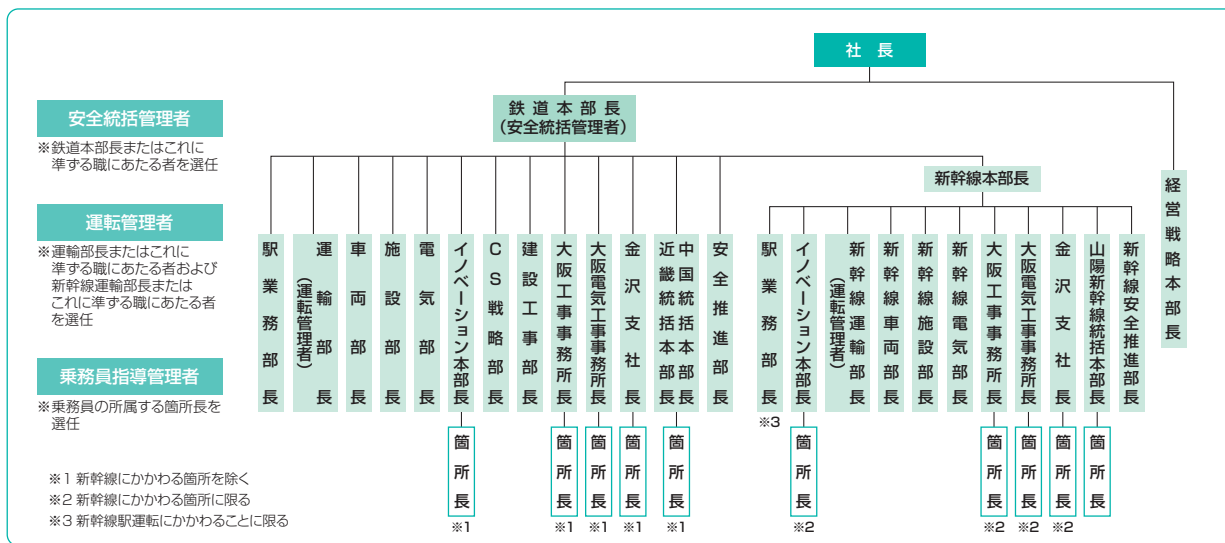 社長
鉄道本部長
(安全統括管理者)
安全統括管理者
※鉄道本部長またはこれに
準ずる職にあたる者を選任
運転管理者
※運輸部長またはこれに
準ずる職にあたる者および
新幹線運輸部長または
これに準ずる職にあたる者
を選任
乗務員指導管理者
※乗務員の所属する箇所長を
選任
※1 新幹線にかかわる箇所を除く
※2 新幹線にかかわる箇所に限る
※3 新幹線駅運転にかかわることに限る
駅業務部長
運輸部長
(運転管理者)
車両部長
施設部長
電気部長
イノベーション本部長
箇所長
※1
CS戦略部長
建設工事部長
大阪工事事務所長
箇所長
※1
大阪電気工事事務所長
箇所長
※1
金沢支社長
箇所長
※1
中国統括本部長
近畿統括本部長
箇所長
※1
安全推進部長
新幹線本部長
駅業務部長
※3
イノベーション本部長
箇所長
※2
新幹線運輸部長
(運転管理者)
新幹線車両部長
新幹線施設部長
新幹線電気部長
大阪工事事務所長
箇所長
※2
大阪電気工事事務所長
箇所長
※2
金沢支社長
箇所長
※2
山陽新幹線統括本部長
箇所長
新幹線安全推進部長
経営戦略本部長